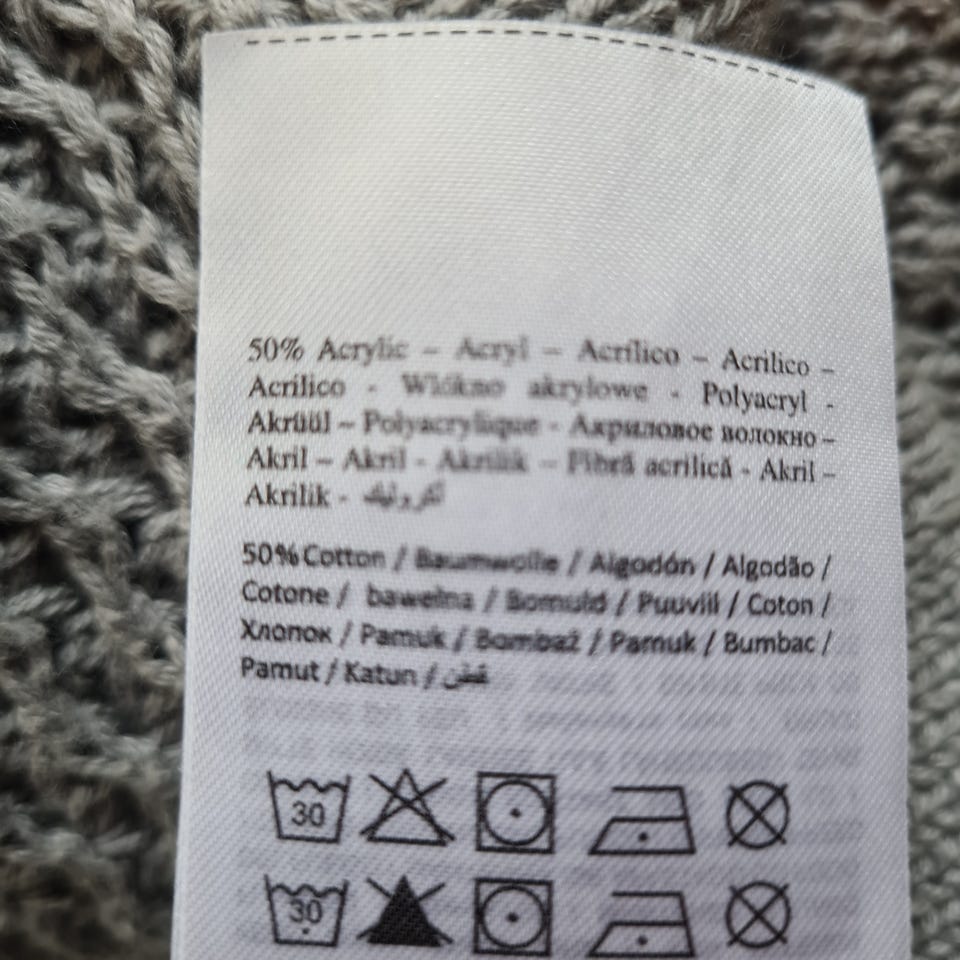 50% Acrylic – Acryl – Acrílico – Acrilico –
Acrílico - Włókno akrylowe - Polyacryl -
Akrüül – Polyacrylique - Акриловое волокно –
Akril – Akril - Akrilik – Fibră acrilică - Akril –
Akrilik -
50% Cotton / Baumwolle / Algodón / Algodão /
Cotone / bawełna / Bomuld / Puuvill / Coton /
Хлопок / Pamuk / Bombaž / Pamuk / Bumbac /
Pamut / Katun / قطن
30
30